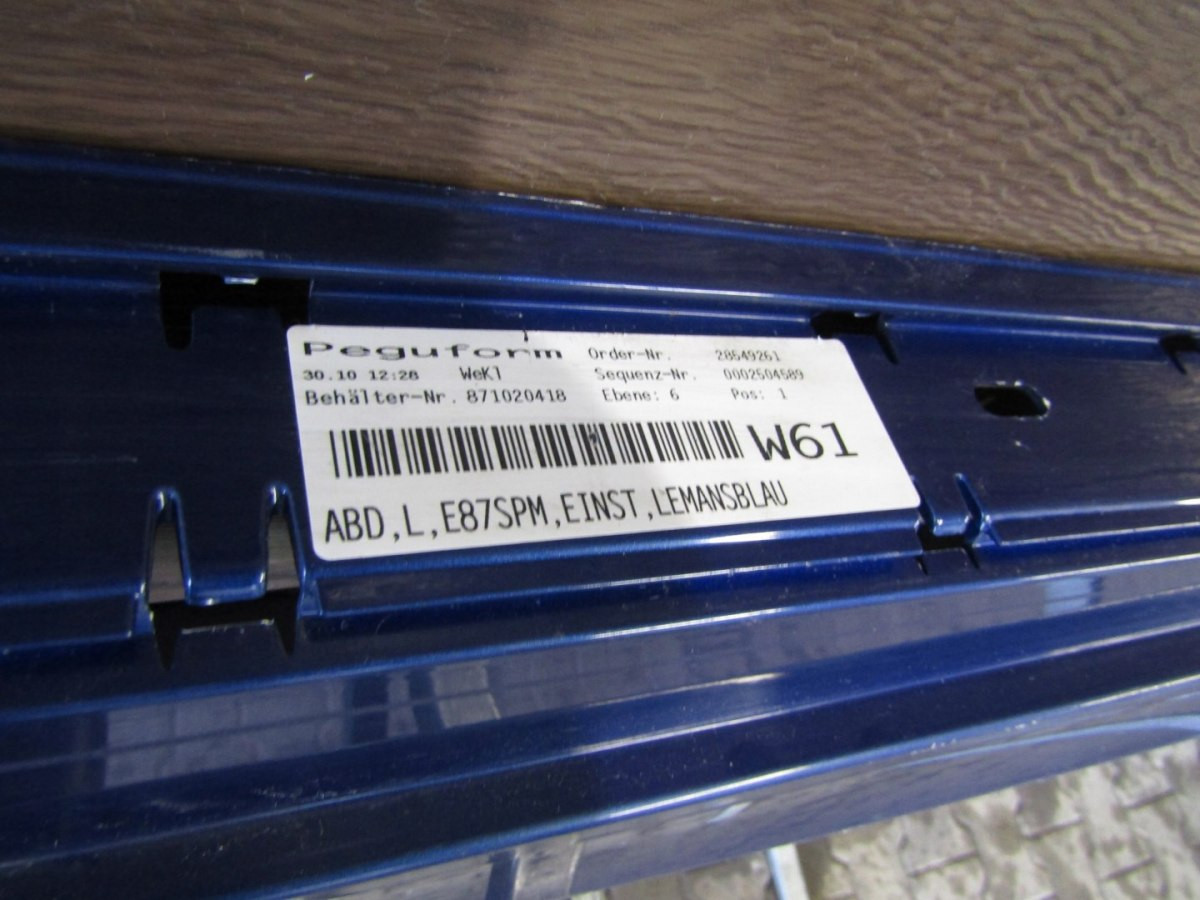 Peguform Order-Nr. 28549261
30.10 12:28 WeK1 Sequenz-Nr. 0002504589
Behälter-Nr. 871020418 Ebene: 6 Pos: 1
W61
ABD,L,E87SPM,EINST,LEMANSBLAU